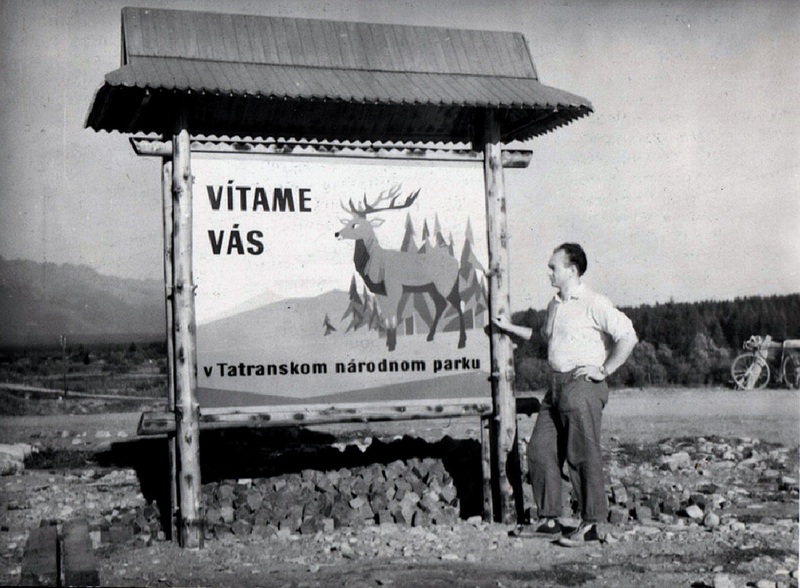 VÍTAME
VÁS
v Tatranskom národnom parku